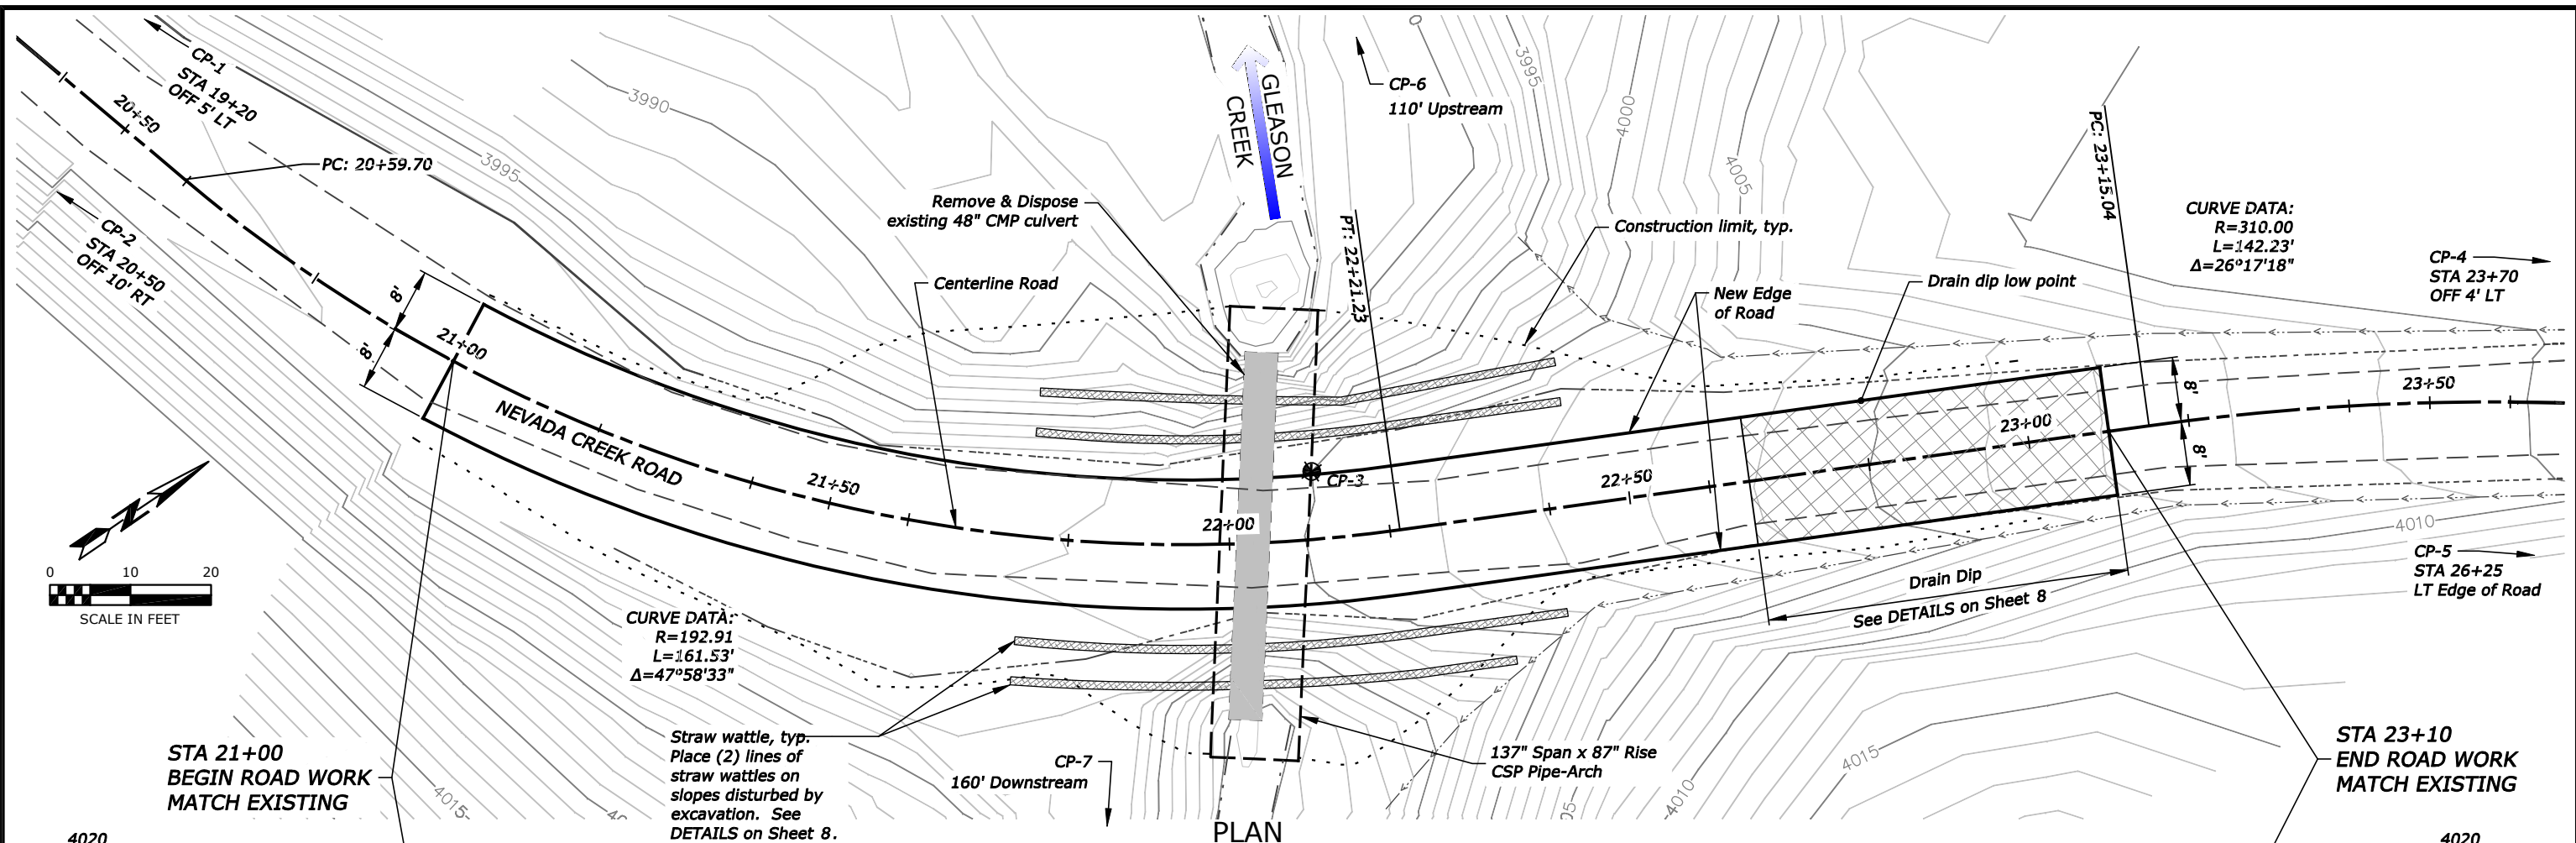 CP-1
STA 19+20
OFF 5' LT
20+50
PC: 20+59.70
CP-2
STA 20+50
OFF 10' RT
3990
3995
8'
8'
21+00
NEVADA CREEK ROAD
21+50
22+00
22+50
23+00
23+50
Remove & Dispose
existing 48" CMP culvert
Centerline Road
GLEASON
CREEK
CP-6
110' Upstream
PT: 22+21.23
3995
4000
4005
Construction limit, typ.
New Edge
of Road
Drain dip low point
PC: 23+15.04
CURVE DATA:
R=310.00
L=142.23'
Δ=26°17'18"
CP-4
STA 23+70
OFF 4' LT
8'
8'
CP-3
4010
CP-5
STA 26+25
LT Edge of Road
Drain Dip
See DETAILS on Sheet 8
N
0 10 20
SCALE IN FEET
CURVE DATA:
R=192.91
L=161.53'
Δ=47°58'33"
STA 21+00
BEGIN ROAD WORK
MATCH EXISTING
4015
Straw wattle, typ.
Place (2) lines of
straw wattles on
slopes disturbed by
excavation. See
DETAILS on Sheet 8.
CP-7
160' Downstream
137" Span x 87" Rise
CSP Pipe-Arch
4010
4015
STA 23+10
END ROAD WORK
MATCH EXISTING
PLAN
4020
4020